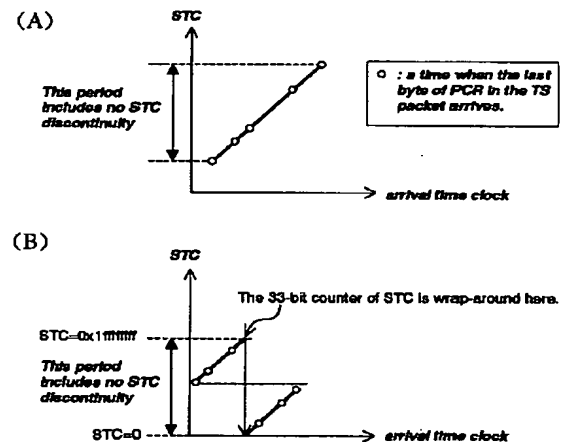 (A)
STC
This period
includes no STC
discontinuity
o : a time when the last
byte of PCR in the TS
packet arrives.
arrival time clock
(B)
STC
The 33-bit counter of STC is wrap-around here.
STC=0x1ffffffff
This period
includes no STC
discontinuity
STC=0
arrival time clock